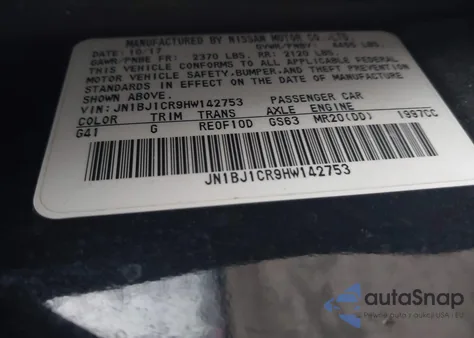 MANUFACTURED BY NISSAN MOTOR CO.,LTD.
DATE: 10/17 GVWR/PNBV: 4455 LBS.
GAWR/PNBE FR: 2370 LBS. RR: 2120 LBS.
THIS VEHICLE CONFORMS TO ALL APPLICABLE FEDERAL
MOTOR VEHICLE SAFETY, BUMPER, AND THEFT PREVENTION
STANDARDS IN EFFECT ON THE DATE OF MANUFACTURE
SHOWN ABOVE.
VIN: JN1BJ1CR9HW142753 PASSENGER CAR
COLOR TRIM TRANS AXLE ENGINE
G41 G RE0F10D GS63 MR20(DD) 1997CC
JN1BJ1CR9HW142753
autaSnap